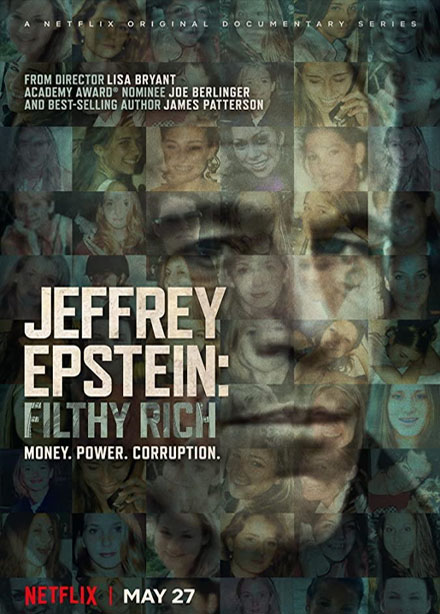 A NETFLIX ORIGINAL DOCUMENTARY SERIES
FROM DIRECTOR LISA BRYANT
ACADEMY AWARD® NOMINEE JOE BERLINGER
AND BEST-SELLING AUTHOR JAMES PATTERSON
JEFFREY
EPSTEIN:
FILTHY RICH
MONEY. POWER. CORRUPTION.
NETFLIX | MAY 27